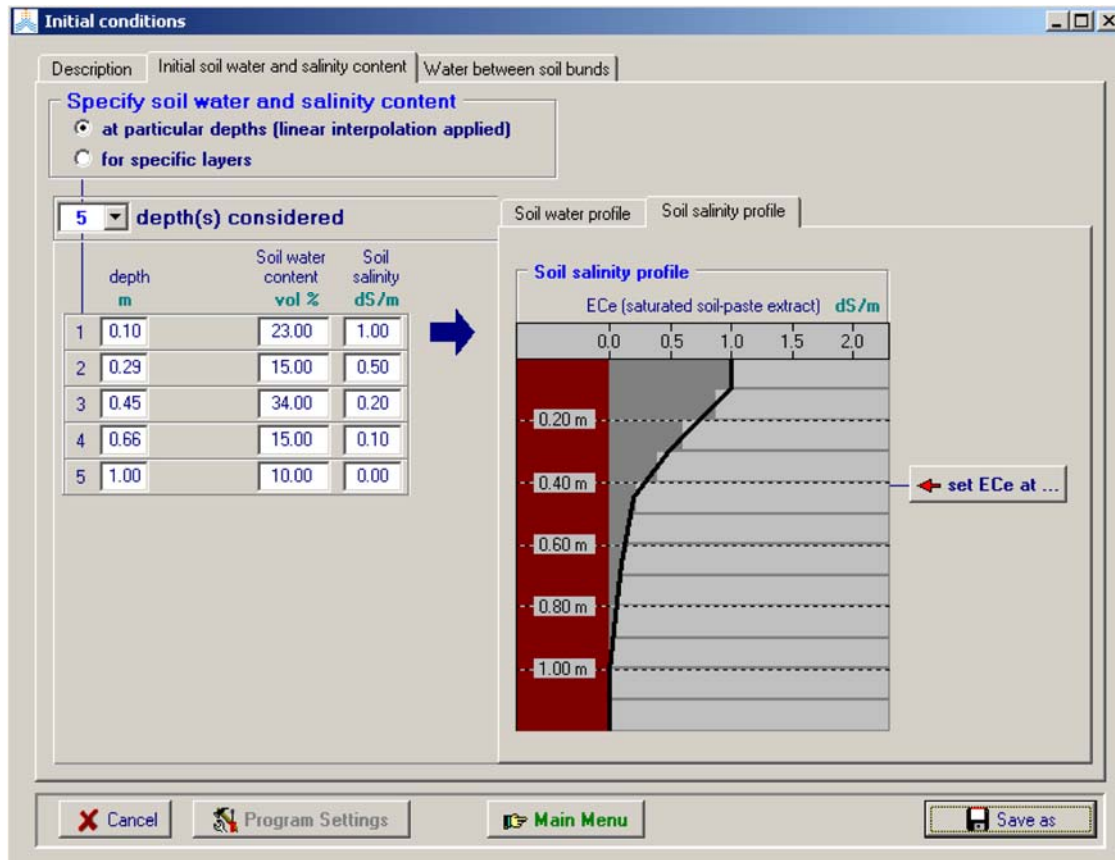 Initial conditions
Description Initial soil water and salinity content Water between soil bunds
Specify soil water and salinity content
at particular depths (linear interpolation applied)
for specific layers
5 depth(s) considered
depth Soil water content Soil salinity
m vol % dS/m
1 0.10 23.00 1.00
2 0.29 15.00 0.50
3 0.45 34.00 0.20
4 0.66 15.00 0.10
5 1.00 10.00 0.00
Soil water profile Soil salinity profile
Soil salinity profile
ECe (saturated soil-paste extract) dS/m
0.0 0.5 1.0 1.5 2.0
0.20 m
0.40 m
0.60 m
0.80 m
1.00 m
set ECe at ...
Cancel Program Settings Main Menu Save as